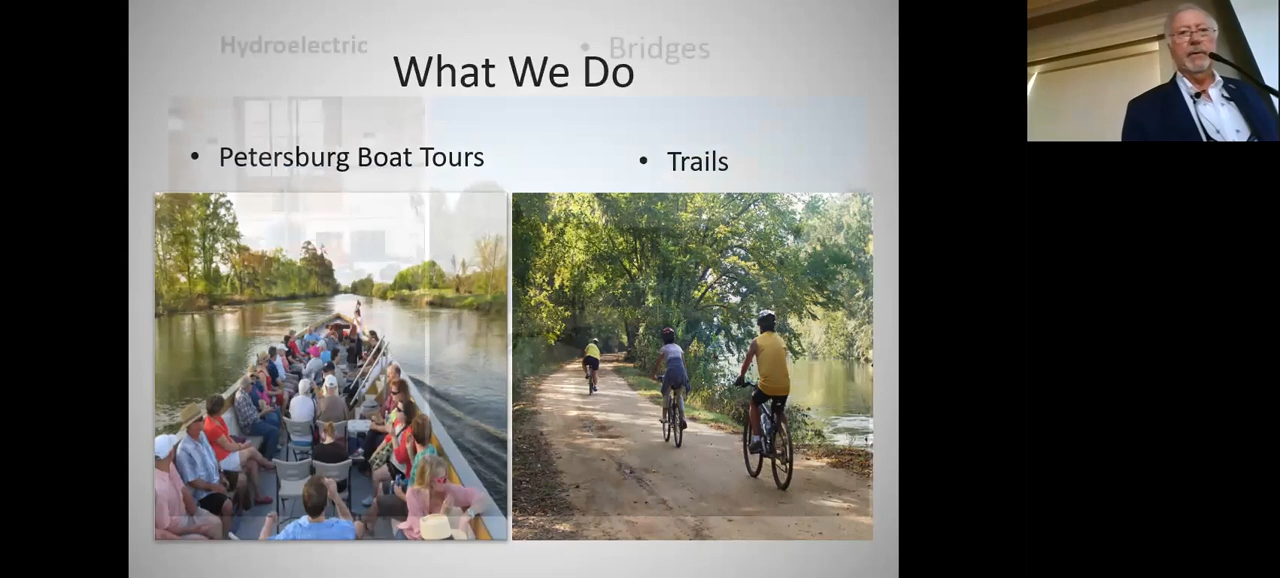 Hydroelectric
• Bridges
What We Do
• Petersburg Boat Tours
• Trails